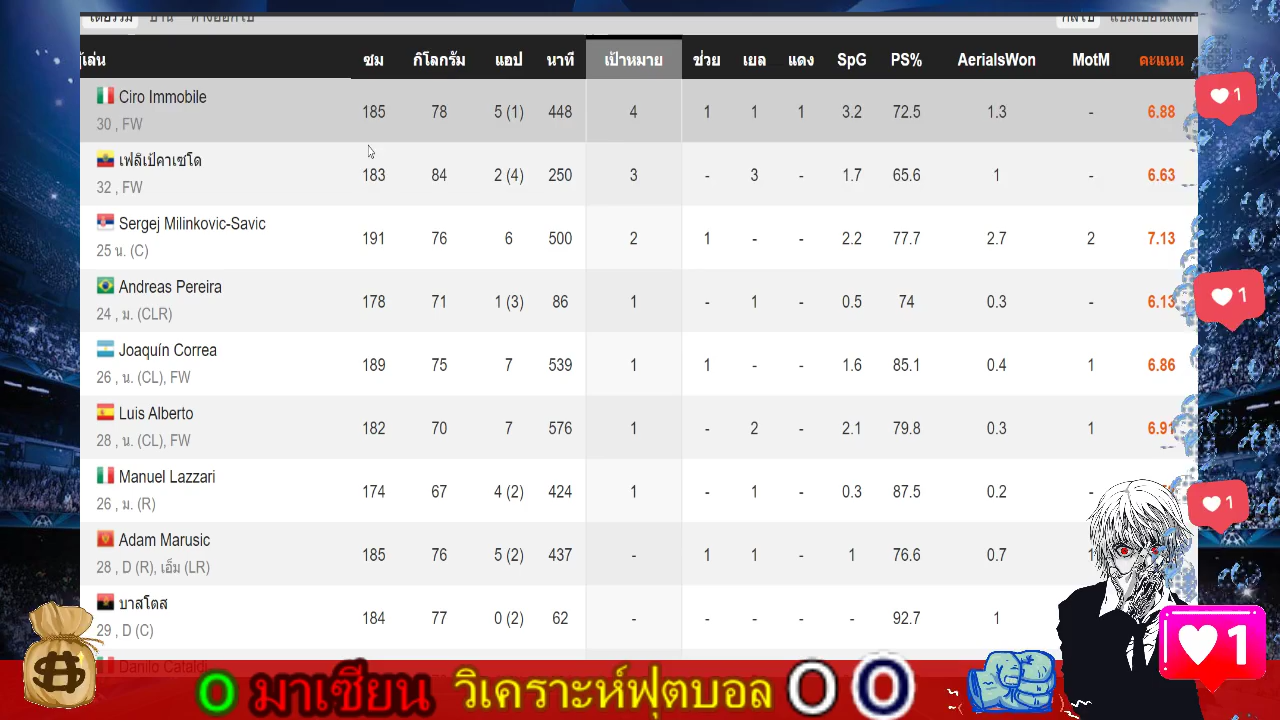 ผู้เล่น ซม กิโลกรัม แอป นาที เป้าหมาย ช่วย เยล แดง SpG PS% AerialsWon MotM คะแนน
Ciro Immobile
30 , FW
185 78 5 (1) 448 4 1 1 1 3.2 72.5 1.3 - 6.88
เฟลิเป้คาเซโด
32 , FW
183 84 2 (4) 250 3 - 3 - 1.7 65.6 1 - 6.63
Sergej Milinkovic-Savic
25 น. (C)
191 76 6 500 2 1 - - 2.2 77.7 2.7 2 7.13
Andreas Pereira
24 , ม. (CLR)
178 71 1 (3) 86 1 - 1 - 0.5 74 0.3 - 6.13
Joaquín Correa
26 , น. (CL), FW
189 75 7 539 1 1 - - 1.6 85.1 0.4 1 6.86
Luis Alberto
28 , น. (CL), FW
182 70 7 576 1 - 2 - 2.1 79.8 0.3 1 6.91
Manuel Lazzari
26 , ม. (R)
174 67 4 (2) 424 1 - 1 - 0.3 87.5 0.2 -
Adam Marusic
28 , D (R), เอ็ม (LR)
185 76 5 (2) 437 - 1 1 - 1 76.6 0.7 1
บาสโตส
29 , D (C)
184 77 0 (2) 62 - - - - - 92.7 1
Danilo Cataldi
มาเซียน วิเคราะห์ฟุตบอล
1
1
1
1